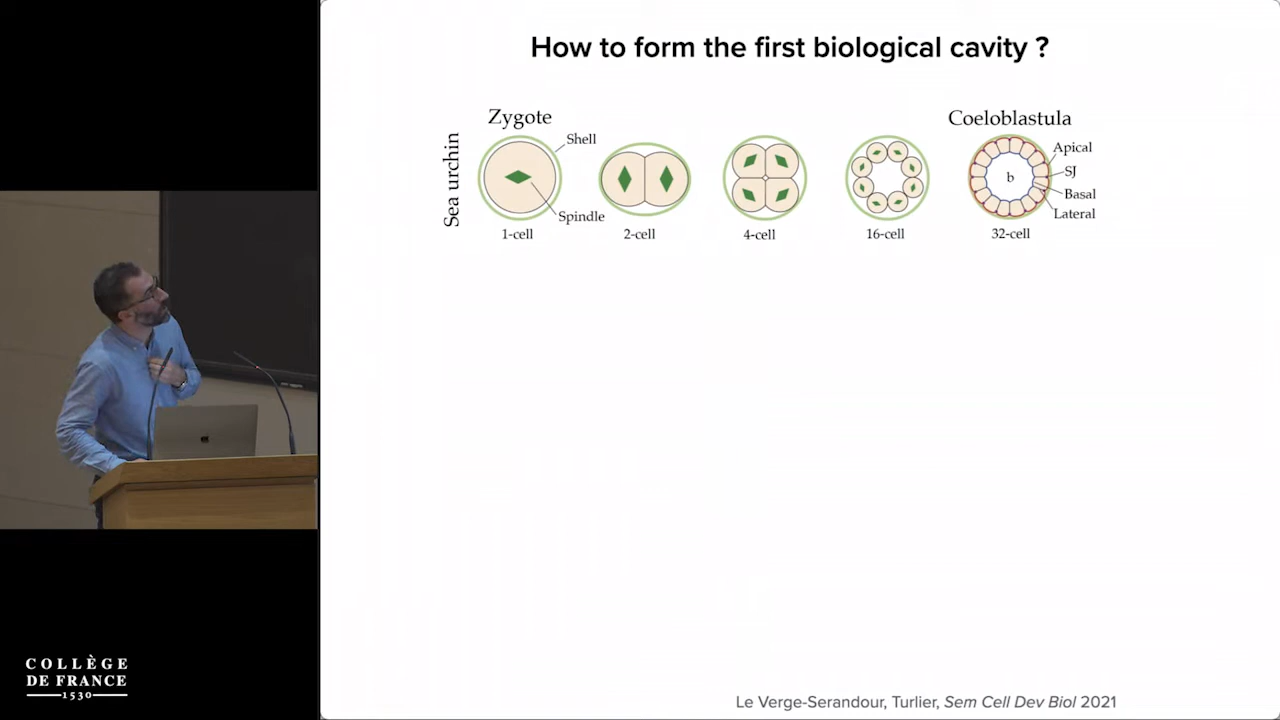 How to form the first biological cavity ?
Zygote
Coeloblastula
Sea urchin
Shell
Spindle
Apical
SJ
Basal
Lateral
b
1-cell
2-cell
4-cell
16-cell
32-cell
Le Verge-Serandour, Turlier, Sem Cell Dev Biol 2021
COLLÈGE
DE FRANCE
1530